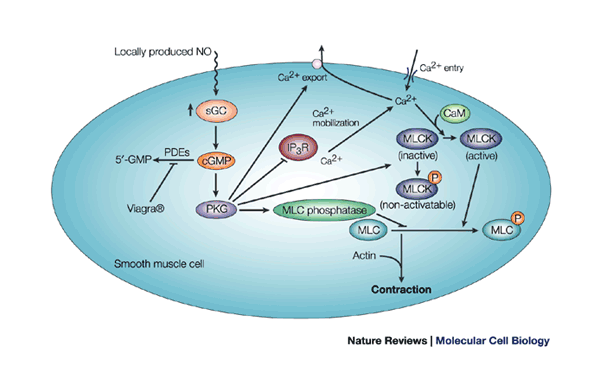 Locally produced NO
Ca2+ export
Ca2+ entry
sGC
Ca2+
mobilization
Ca2+
CaM
IP3R
Ca2+
MLCK
(inactive)
MLCK
(active)
5′-GMP
PDEs
cGMP
P
MLCK
(non-activatable)
Viagra®
PKG
MLC phosphatase
MLC
P
MLC
Actin
Smooth muscle cell
Contraction
Nature Reviews | Molecular Cell Biology